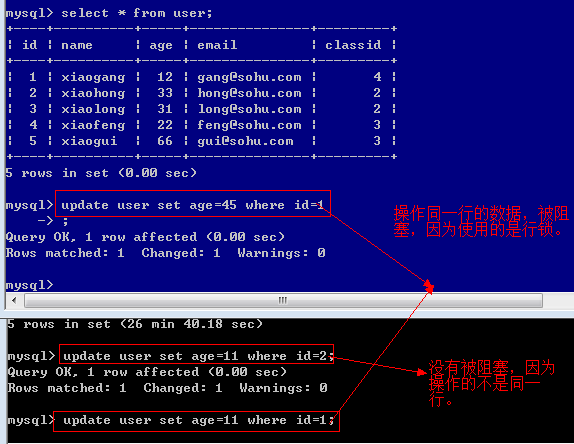 mysql> select * from user;
+----+----------+-----+---------------+---------+
| id | name     | age | email         | classid |
+----+----------+-----+---------------+---------+
|  1 | xiaogang |  12 | gang@sohu.com |       4 |
|  2 | xiaohong |  33 | hong@sohu.com |       2 |
|  3 | xiaolong |  31 | long@sohu.com |       2 |
|  4 | xiaofeng |  22 | feng@sohu.com |       3 |
|  5 | xiaogui  |  66 | gui@sohu.com  |       3 |
+----+----------+-----+---------------+---------+
5 rows in set (0.00 sec)
mysql> update user set age=45 where id=1
    -> ;
Query OK, 1 row affected (0.00 sec)
Rows matched: 1  Changed: 1  Warnings: 0
mysql>
操作同一行的数据，被阻
塞，因为使用的是行锁。
5 rows in set (26 min 40.18 sec)
mysql> update user set age=11 where id=2;
Query OK, 1 row affected (0.00 sec)
Rows matched: 1  Changed: 1  Warnings: 0
mysql> update user set age=11 where id=1;
没有被阻塞，因为
操作的不是同一
行。